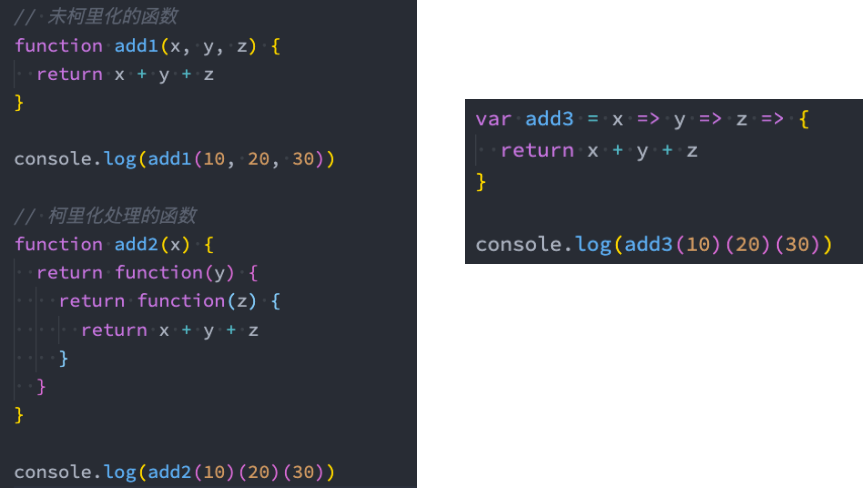 // 未柯里化的函数
function add1(x, y, z) {
  return x + y + z
}
console.log(add1(10, 20, 30))
// 柯里化处理的函数
function add2(x) {
  return function(y) {
    return function(z) {
      return x + y + z
    }
  }
}
console.log(add2(10)(20)(30))
var add3 = x => y => z => {
  return x + y + z
}
console.log(add3(10)(20)(30))